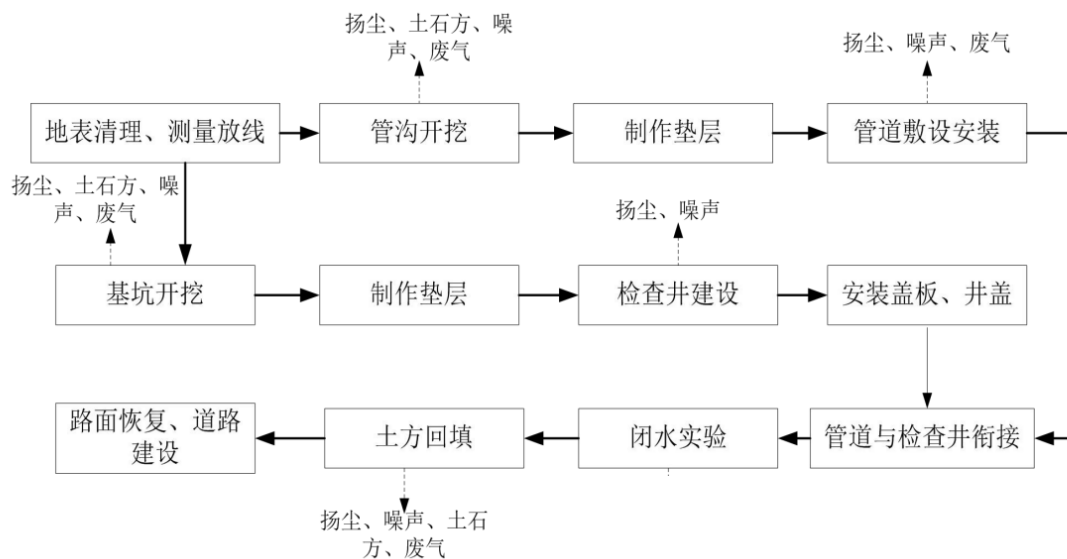 扬尘、土石方、噪
声、废气
扬尘、噪声、废气
地表清理、测量放线
管沟开挖
制作垫层
管道敷设安装
扬尘、土石方、噪
声、废气
扬尘、噪声
基坑开挖
制作垫层
检查井建设
安装盖板、井盖
路面恢复、道路
建设
土方回填
闭水实验
管道与检查井衔接
扬尘、噪声、土石
方、废气